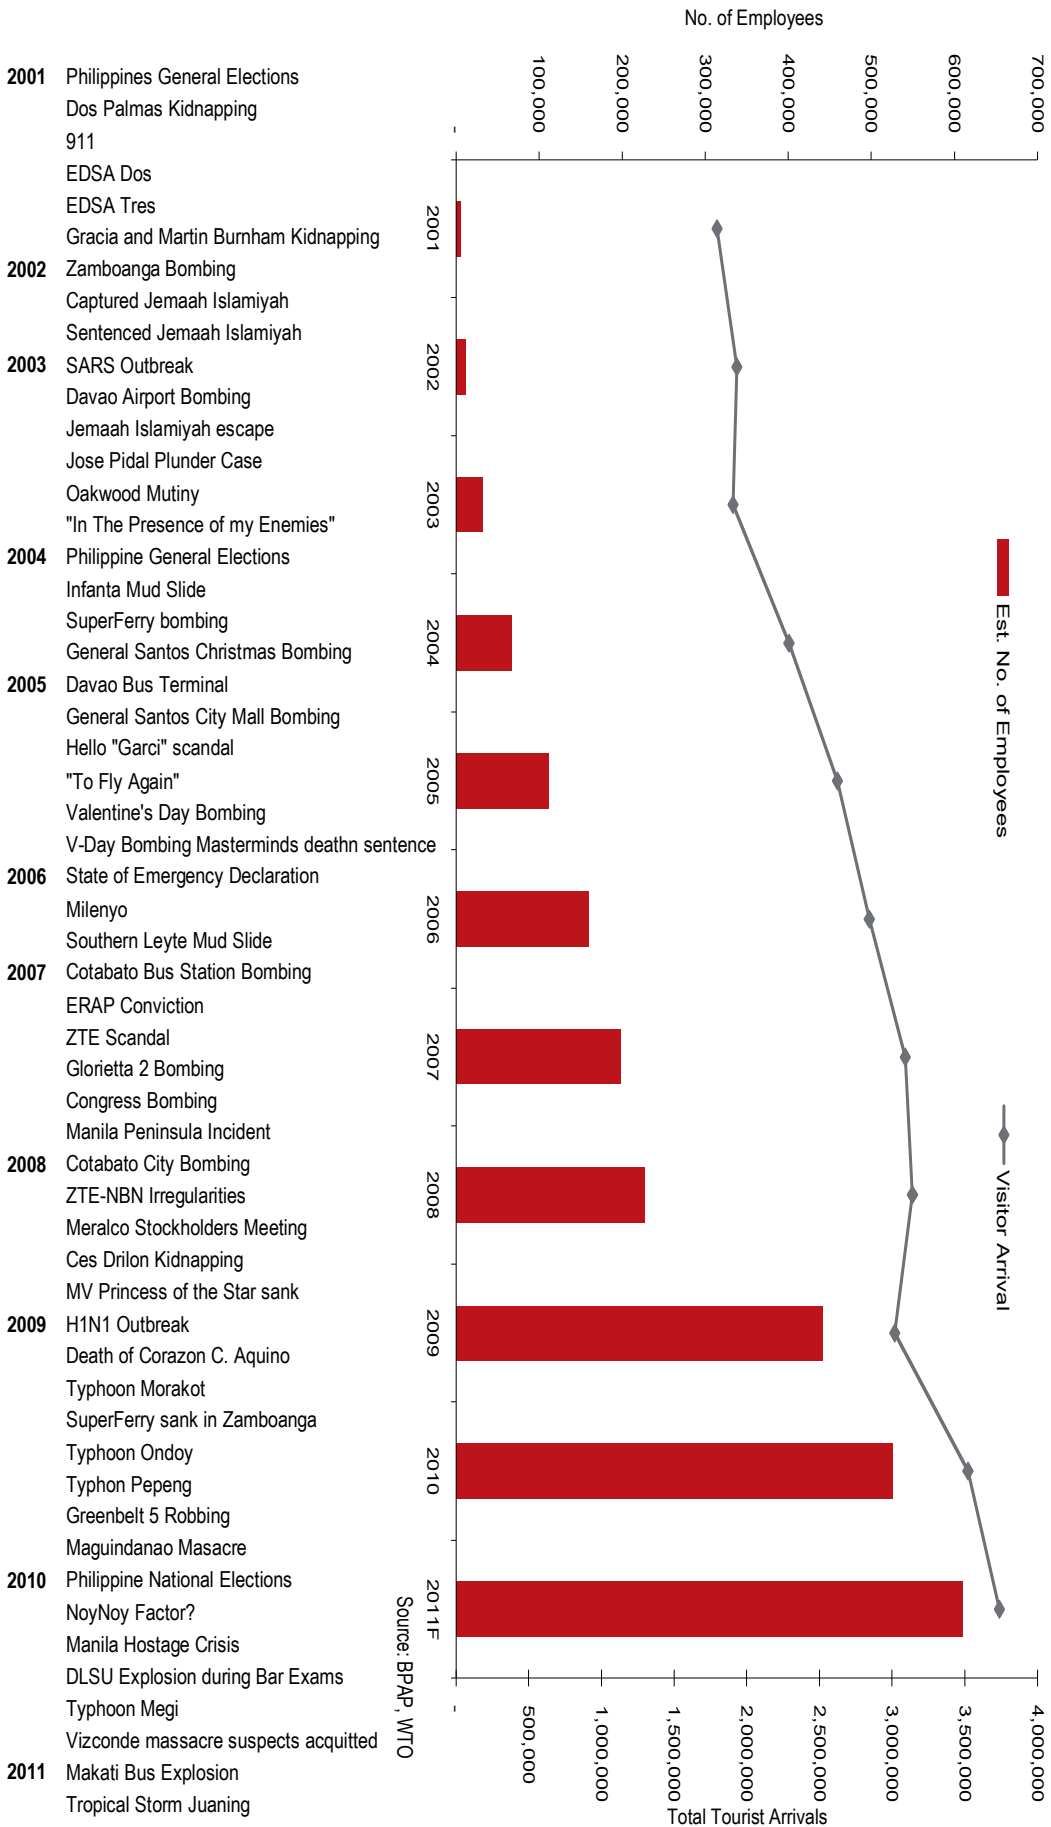 No. of Employees
-
100,000
200,000
300,000
400,000
500,000
600,000
700,000
2001 Philippines General Elections
Dos Palmas Kidnapping
911
EDSA Dos
EDSA Tres
Gracia and Martin Burnham Kidnapping
2002 Zamboanga Bombing
Captured Jemaah Islamiyah
Sentenced Jemaah Islamiyah
2003 SARS Outbreak
Davao Airport Bombing
Jemaah Islamiyah escape
Jose Pidal Plunder Case
Oakwood Mutiny
"In The Presence of my Enemies"
2004 Philippine General Elections
Infanta Mud Slide
SuperFerry bombing
General Santos Christmas Bombing
2005 Davao Bus Terminal
General Santos City Mall Bombing
Hello "Garci" scandal
"To Fly Again"
Valentine's Day Bombing
V-Day Bombing Masterminds deathn sentence
2006 State of Emergency Declaration
Milenyo
Southern Leyte Mud Slide
2007 Cotabato Bus Station Bombing
ERAP Conviction
ZTE Scandal
Glorietta 2 Bombing
Congress Bombing
Manila Peninsula Incident
2008 Cotabato City Bombing
ZTE-NBN Irregularities
Meralco Stockholders Meeting
Ces Drilon Kidnapping
MV Princess of the Star sank
2009 H1N1 Outbreak
Death of Corazon C. Aquino
Typhoon Morakot
SuperFerry sank in Zamboanga
Typhoon Ondoy
Typhon Pepeng
Greenbelt 5 Robbing
Maguindanao Masacre
2010 Philippine National Elections
NoyNoy Factor?
Manila Hostage Crisis
DLSU Explosion during Bar Exams
Typhoon Megi
Vizconde massacre suspects acquitted
2011 Makati Bus Explosion
Tropical Storm Juaning
2001
2002
2003
2004
2005
2006
2007
2008
2009
2010
2011F
Est. No. of Employees
Visitor Arrival
Source: BPAP, WTO
-
500,000
1,000,000
1,500,000
2,000,000
2,500,000
3,000,000
3,500,000
4,000,000
Total Tourist Arrivals